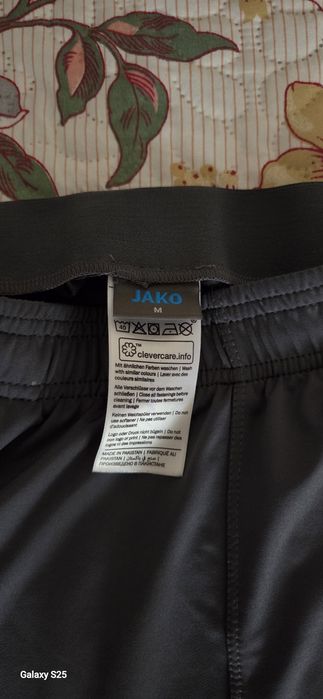 JAKO
M
40
clevercare.info
Mit ähnlichen Farben waschen | Wash
with similar colours | Laver avec des
couleurs similaires
Alle Verschlüsse vor dem Waschen
schließen | Close all fastenings before
cleaning | Fermer toutes fermetures
avant lavage
Keinen Weichspüler verwenden | Do not
use softener | Ne pas utiliser
d'adoucissant
Logo oder Druck nicht bügeln | Do not
iron logo or print | Ne pas repasser logos
ni des impressions
MADE IN PAKISTAN | FABRIQUÉ AU
PAKISTAN |
ПРОИЗВЕДЕНО В ПАКИСТАНЕ
Galaxy S25